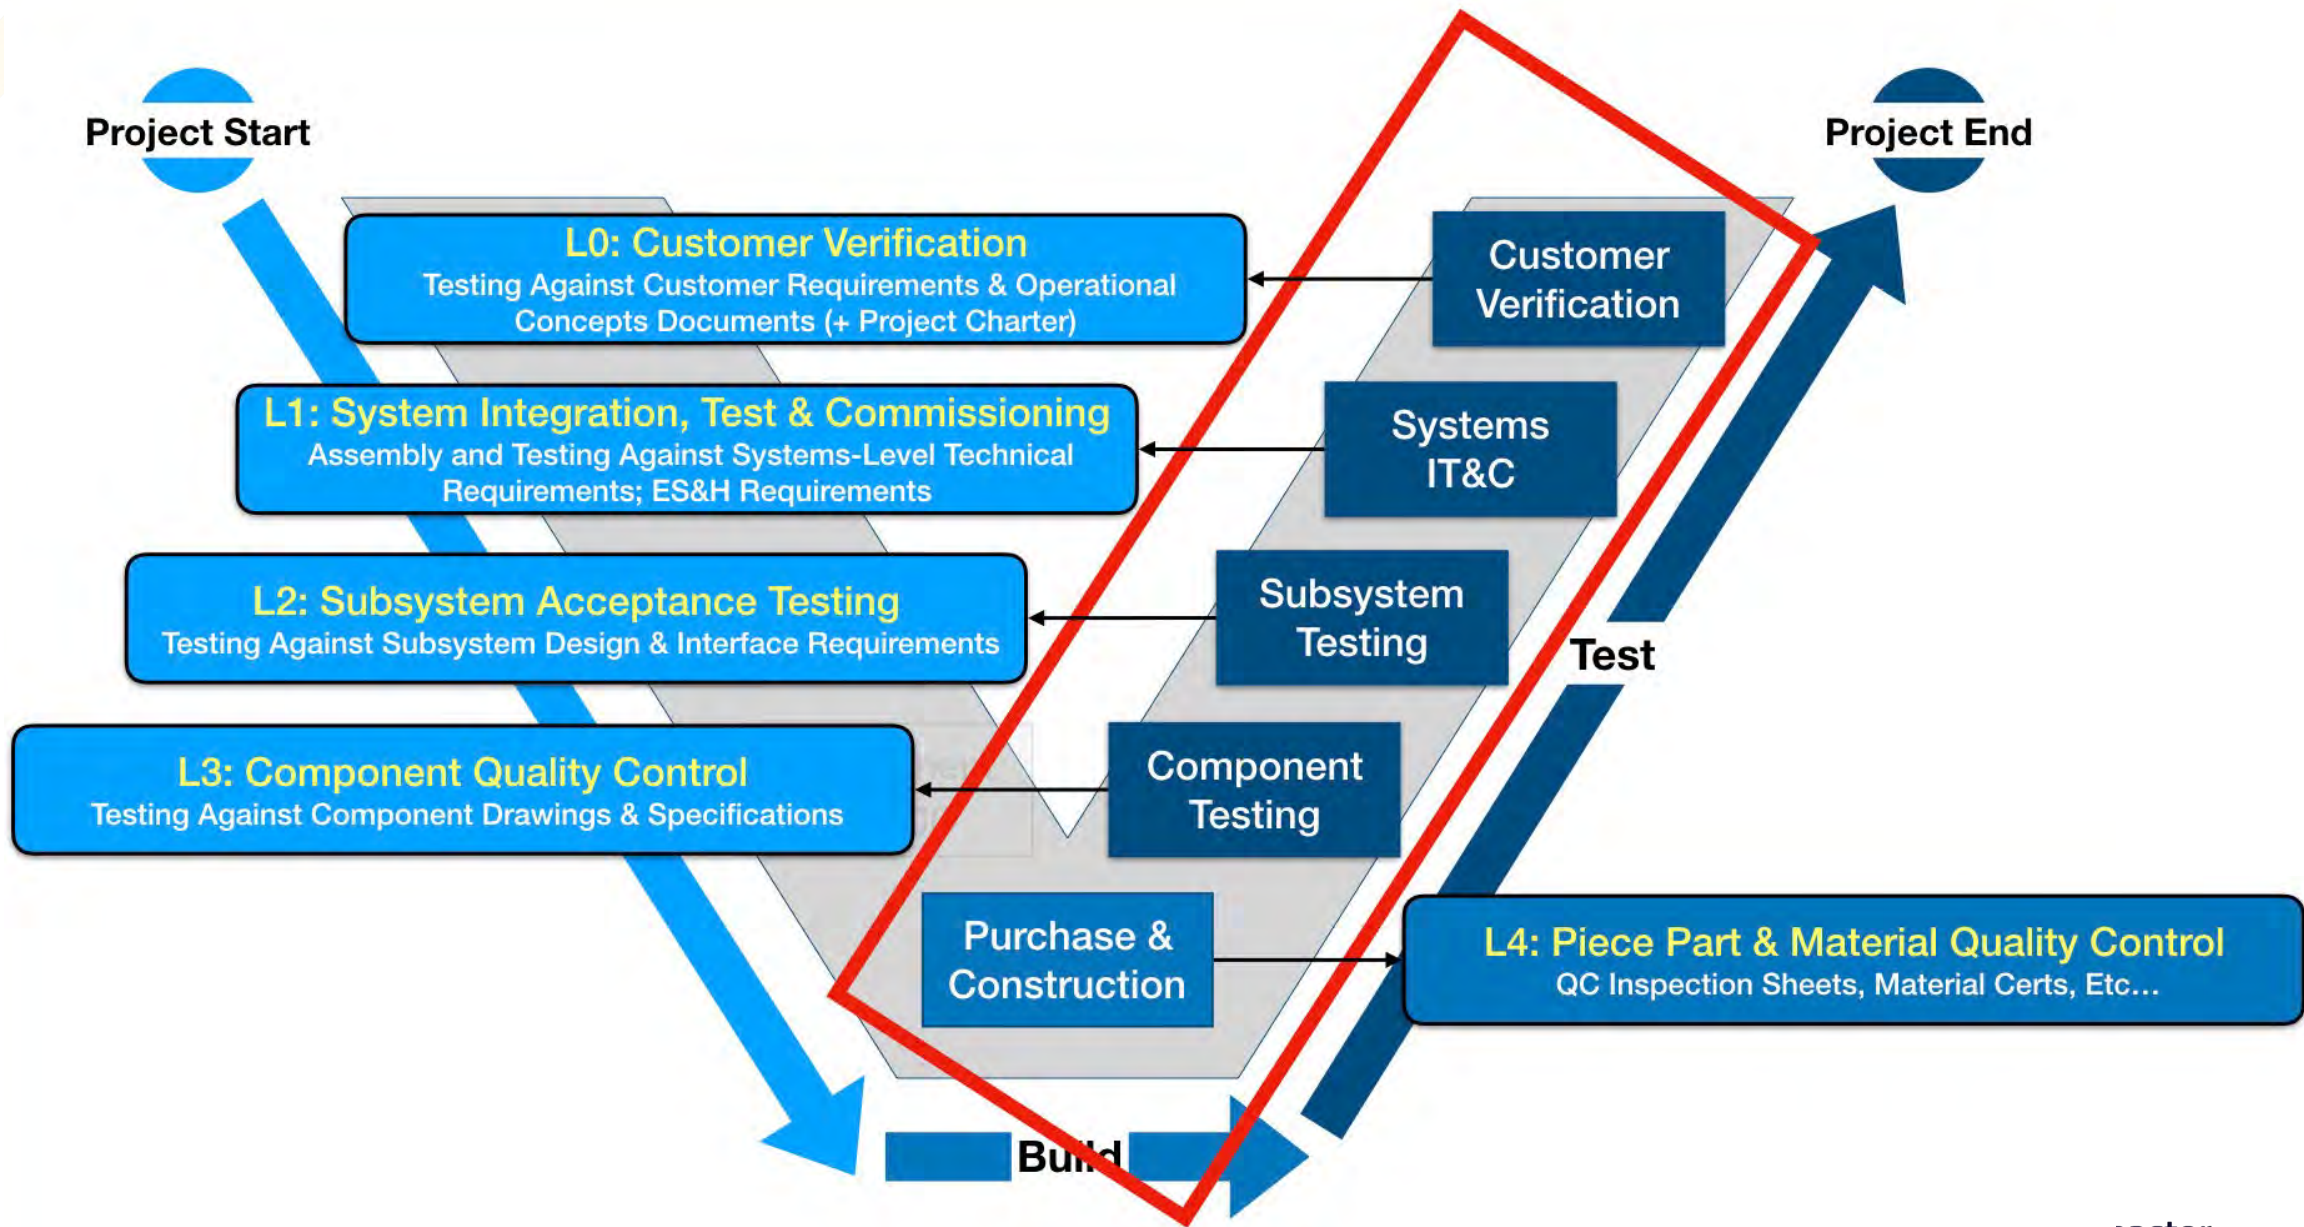 Project Start
Project End
L0: Customer Verification
Testing Against Customer Requirements & Operational
Concepts Documents (+ Project Charter)
Customer
Verification
L1: System Integration, Test & Commissioning
Assembly and Testing Against Systems-Level Technical
Requirements; ES&H Requirements
Systems
IT&C
L2: Subsystem Acceptance Testing
Testing Against Subsystem Design & Interface Requirements
Subsystem
Testing
Test
L3: Component Quality Control
Testing Against Component Drawings & Specifications
Component
Testing
Purchase &
Construction
L4: Piece Part & Material Quality Control
QC Inspection Sheets, Material Certs, Etc...
Build